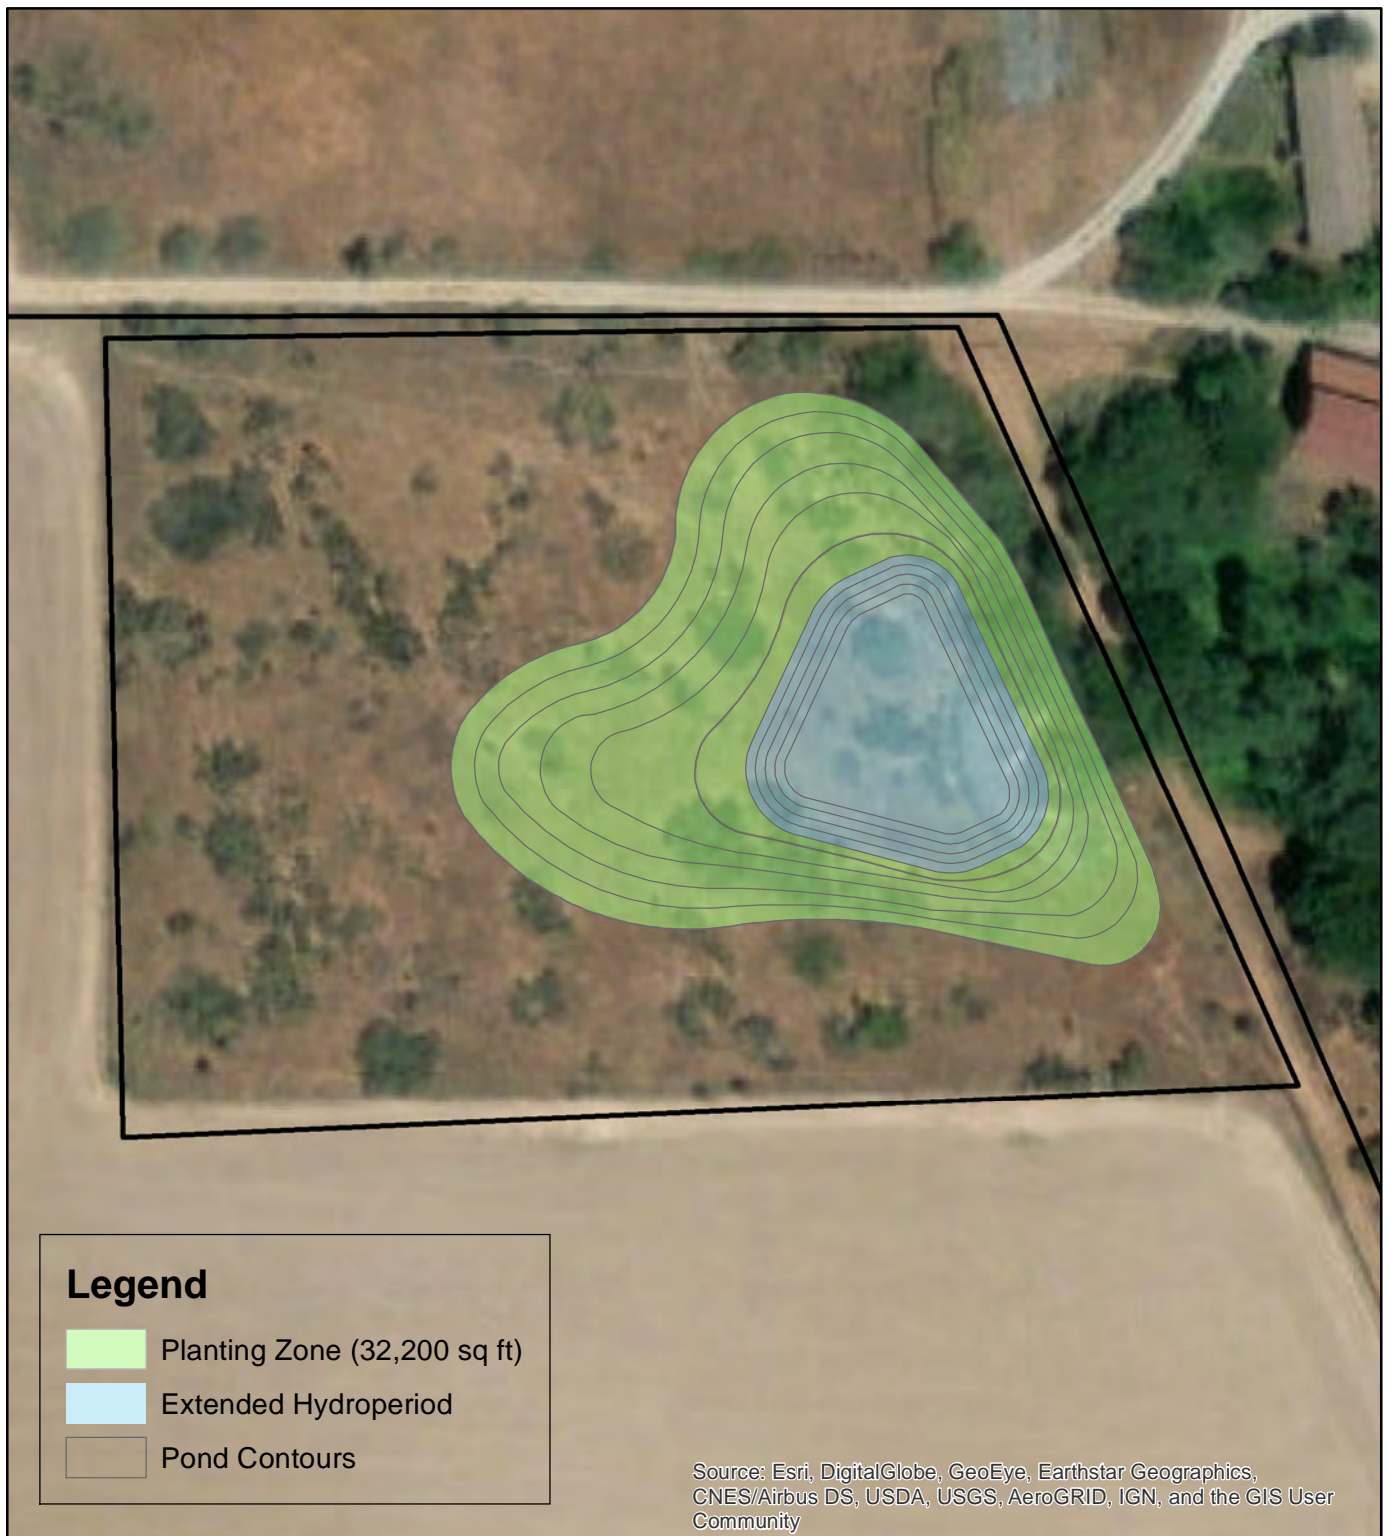 Legend
Planting Zone (32,200 sq ft)
Extended Hydroperiod
Pond Contours
Source: Esri, DigitalGlobe, GeoEye, Earthstar Geographics,
CNES/Airbus DS, USDA, USGS, AeroGRID, IGN, and the GIS User
Community